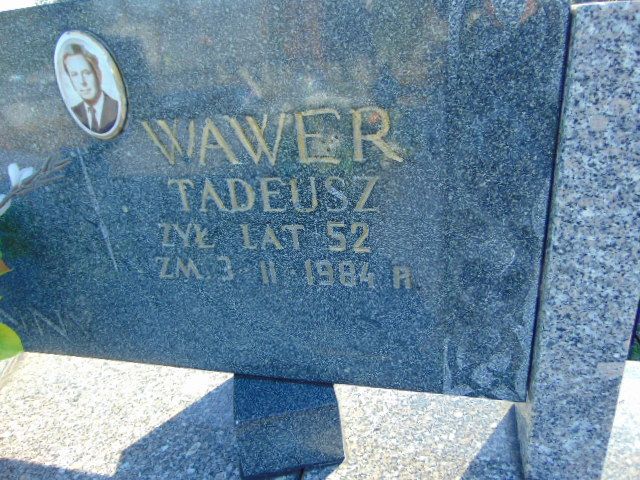 WAWER
TADEUSZ
ŻYŁ LAT 52
ZM. 3 II 1984 R.